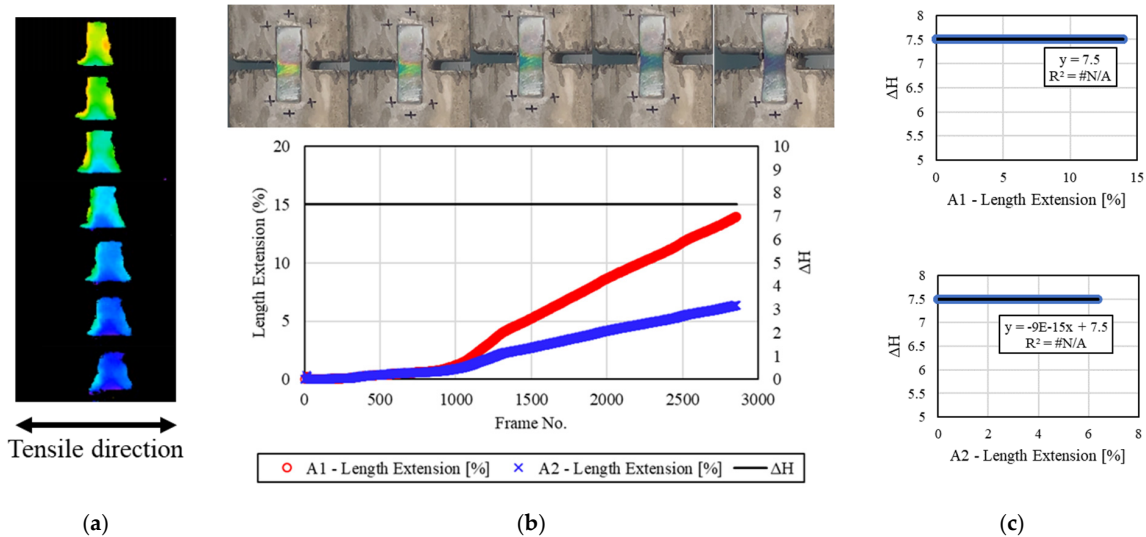 Tensile direction
(a)
20
15
10
5
0
Length Extension (%)
10
9
8
7
6
5
4
3
2
1
0
ΔH
0 500 1000 1500 2000 2500 3000
Frame No.
A1 - Length Extension [%] A2 - Length Extension [%] ΔH
(b)
8
7.5
7
6.5
6
5.5
5
ΔH
y = 7.5
R² = #N/A
0 5 10 15
A1 - Length Extension [%]
8
7.5
7
6.5
6
5.5
5
ΔH
y = -9E-15x + 7.5
R² = #N/A
0 2 4 6 8
A2 - Length Extension [%]
(c)